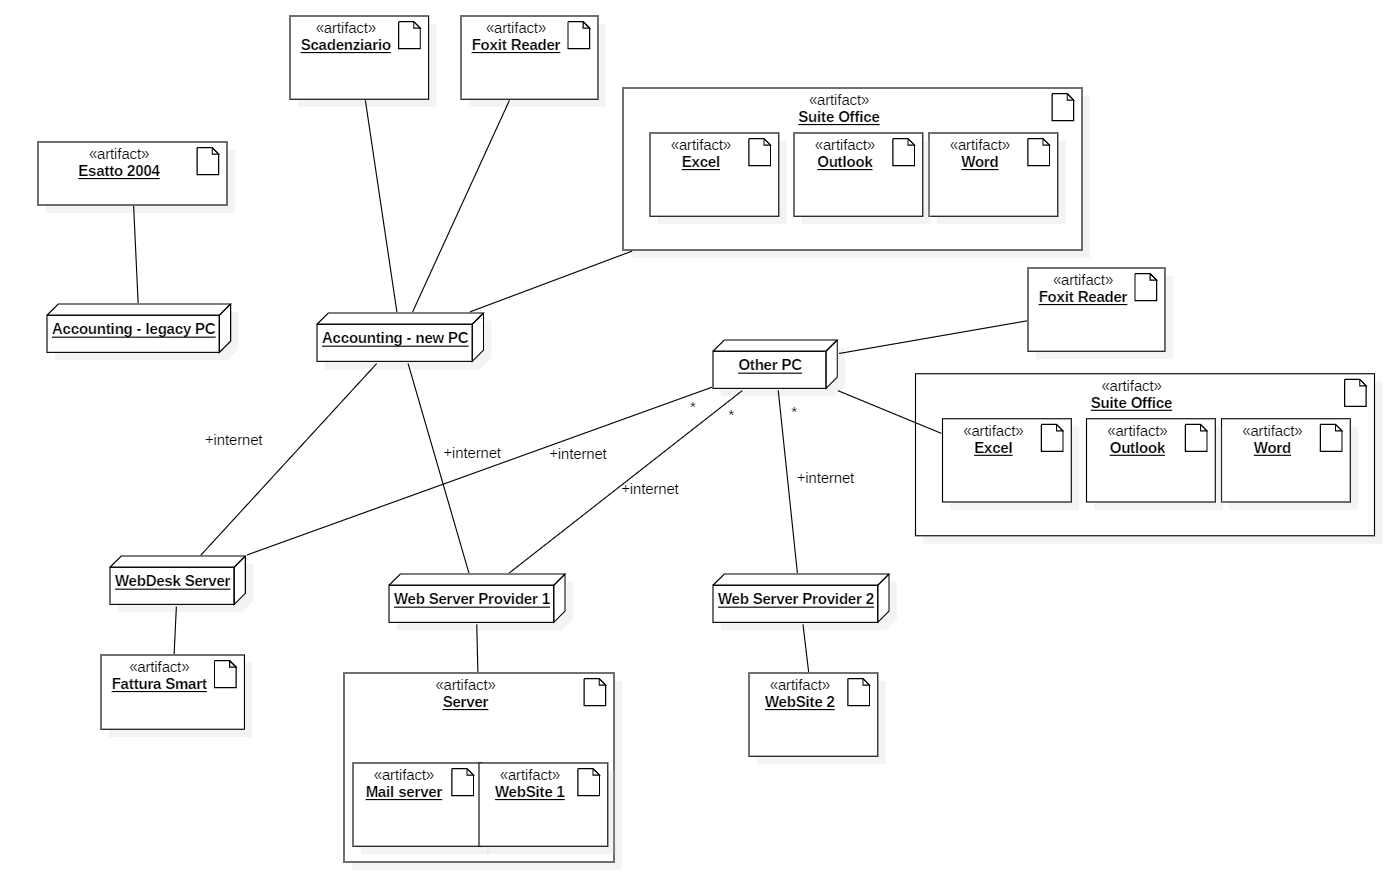 «artifact»
Scadenziario
«artifact»
Foxit Reader
«artifact»
Suite Office
«artifact»
Excel
«artifact»
Outlook
«artifact»
Word
«artifact»
Esatto 2004
Accounting - legacy PC
Accounting - new PC
«artifact»
Foxit Reader
Other PC
«artifact»
Suite Office
«artifact»
Excel
«artifact»
Outlook
«artifact»
Word
*
*
*
+internet
+internet
+internet
+internet
+internet
WebDesk Server
Web Server Provider 1
Web Server Provider 2
«artifact»
Fattura Smart
«artifact»
Server
«artifact»
Mail server
«artifact»
WebSite 1
«artifact»
WebSite 2